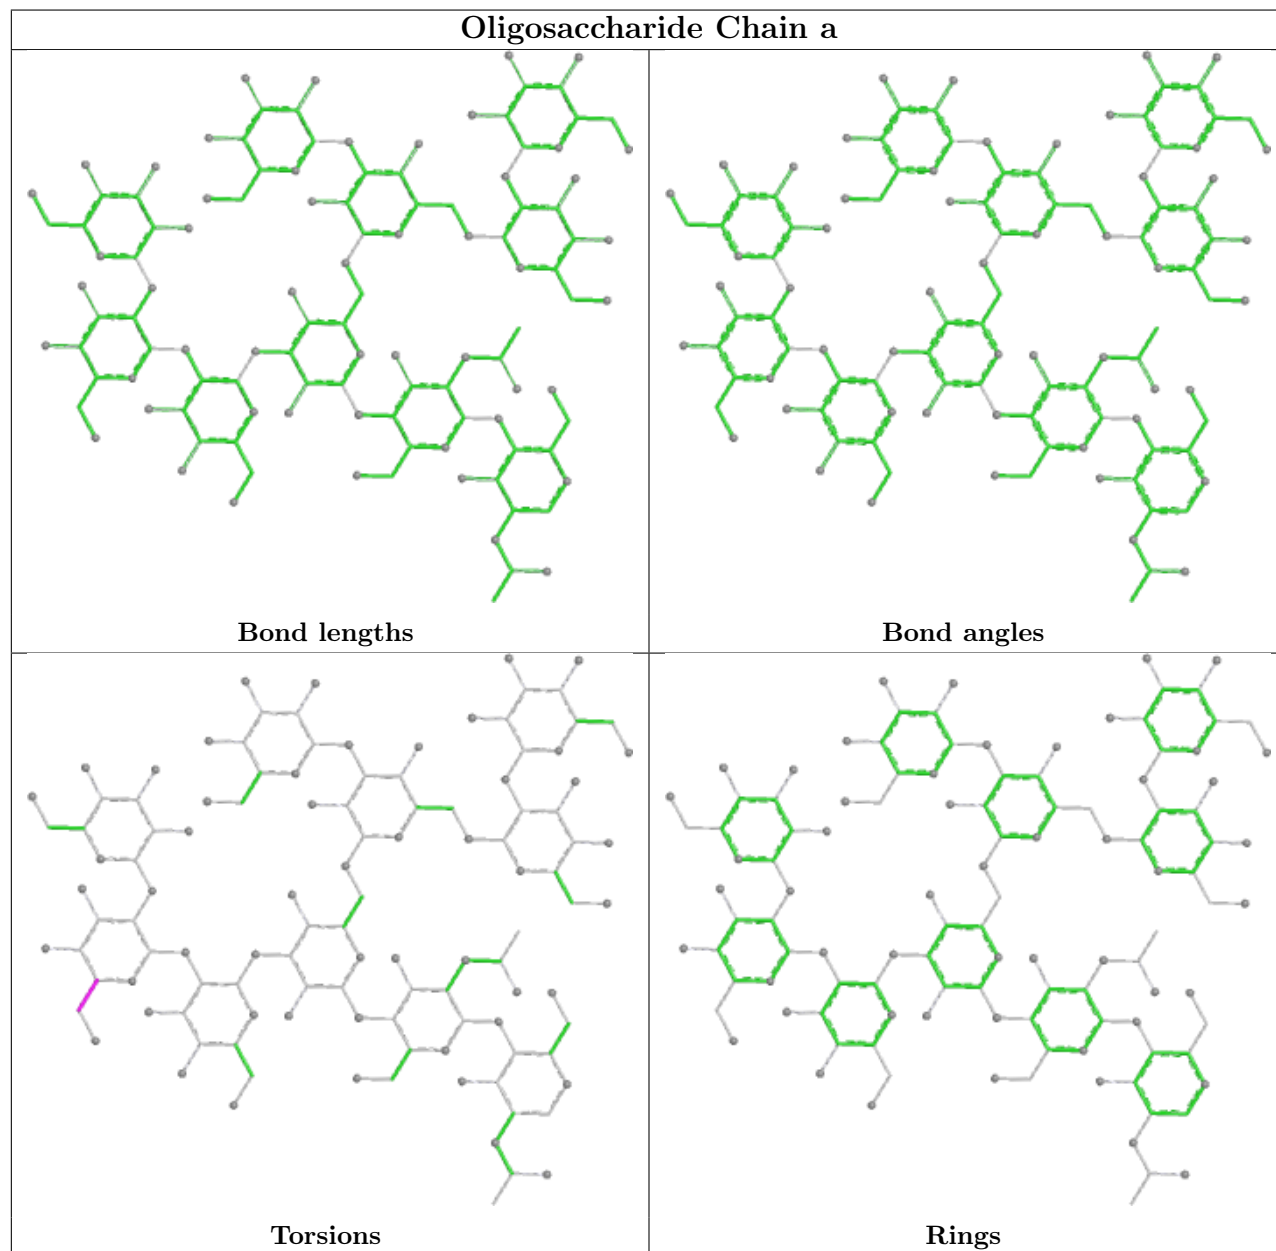 Oligosaccharide Chain a
Bond lengths
Bond angles
Torsions
Rings